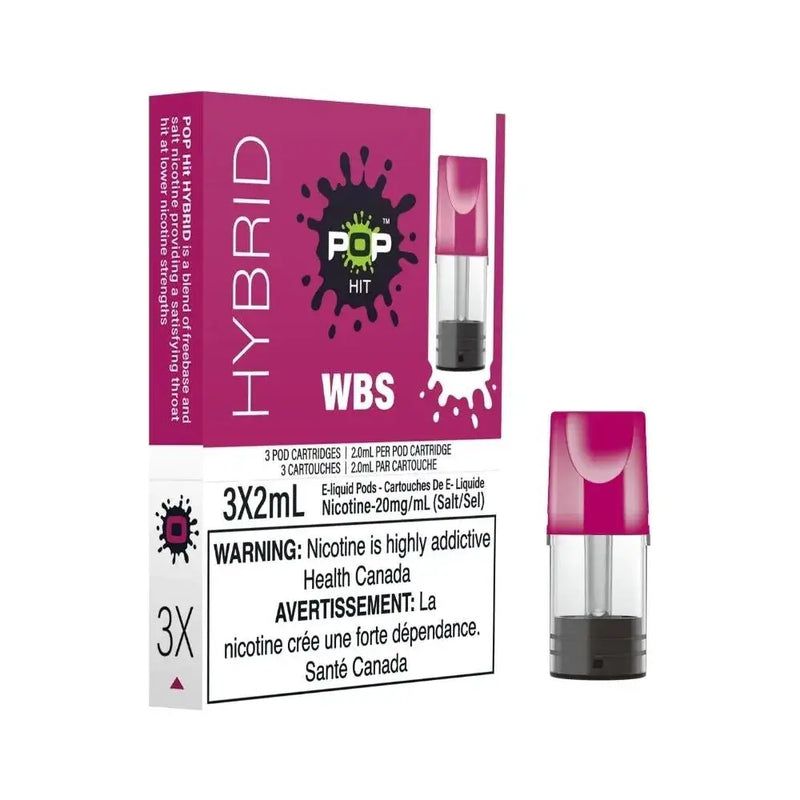 POP Hit HYBRID is a blend of freebase and
salt nicotine providing a satisfying throat
hit at lower nicotine strengths
3X
HYBRID
POP™
HIT
WBS
3 POD CARTRIDGES | 2.0mL PER POD CARTRIDGE
3 CARTOUCHES | 2.0mL PAR CARTOUCHE
3X2mL
E-liquid Pods - Cartouches De E- Liquide
Nicotine-20mg/mL (Salt/Sel)
WARNING: Nicotine is highly addictive
Health Canada
AVERTISSEMENT: La
nicotine crée une forte dépendance.
Santé Canada